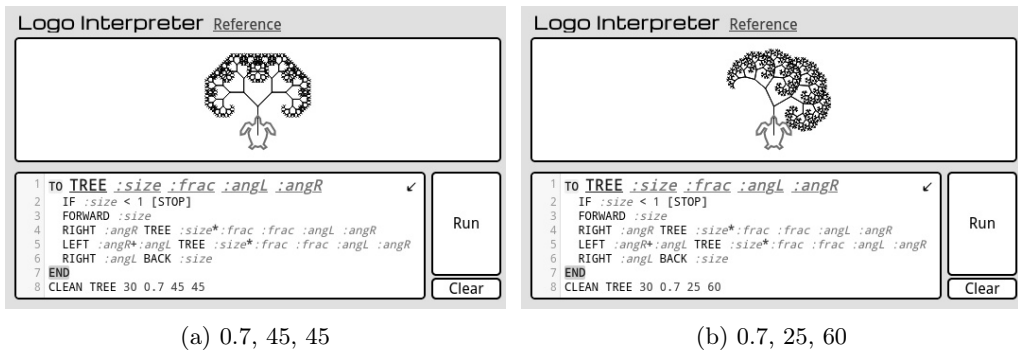 Logo Interpreter Reference
1 TO TREE :size :frac :angL :angR ↙
2 IF :size < 1 [STOP]
3 FORWARD :size
4 RIGHT :angR TREE :size*:frac :frac :angL :angR
5 LEFT :angR+:angL TREE :size*:frac :frac :angL :angR
6 RIGHT :angL BACK :size
7 END
8 CLEAN TREE 30 0.7 45 45
Run
Clear
(a) 0.7, 45, 45
Logo Interpreter Reference
1 TO TREE :size :frac :angL :angR ↙
2 IF :size < 1 [STOP]
3 FORWARD :size
4 RIGHT :angR TREE :size*:frac :frac :angL :angR
5 LEFT :angR+:angL TREE :size*:frac :frac :angL :angR
6 RIGHT :angL BACK :size
7 END
8 CLEAN TREE 30 0.7 25 60
Run
Clear
(b) 0.7, 25, 60